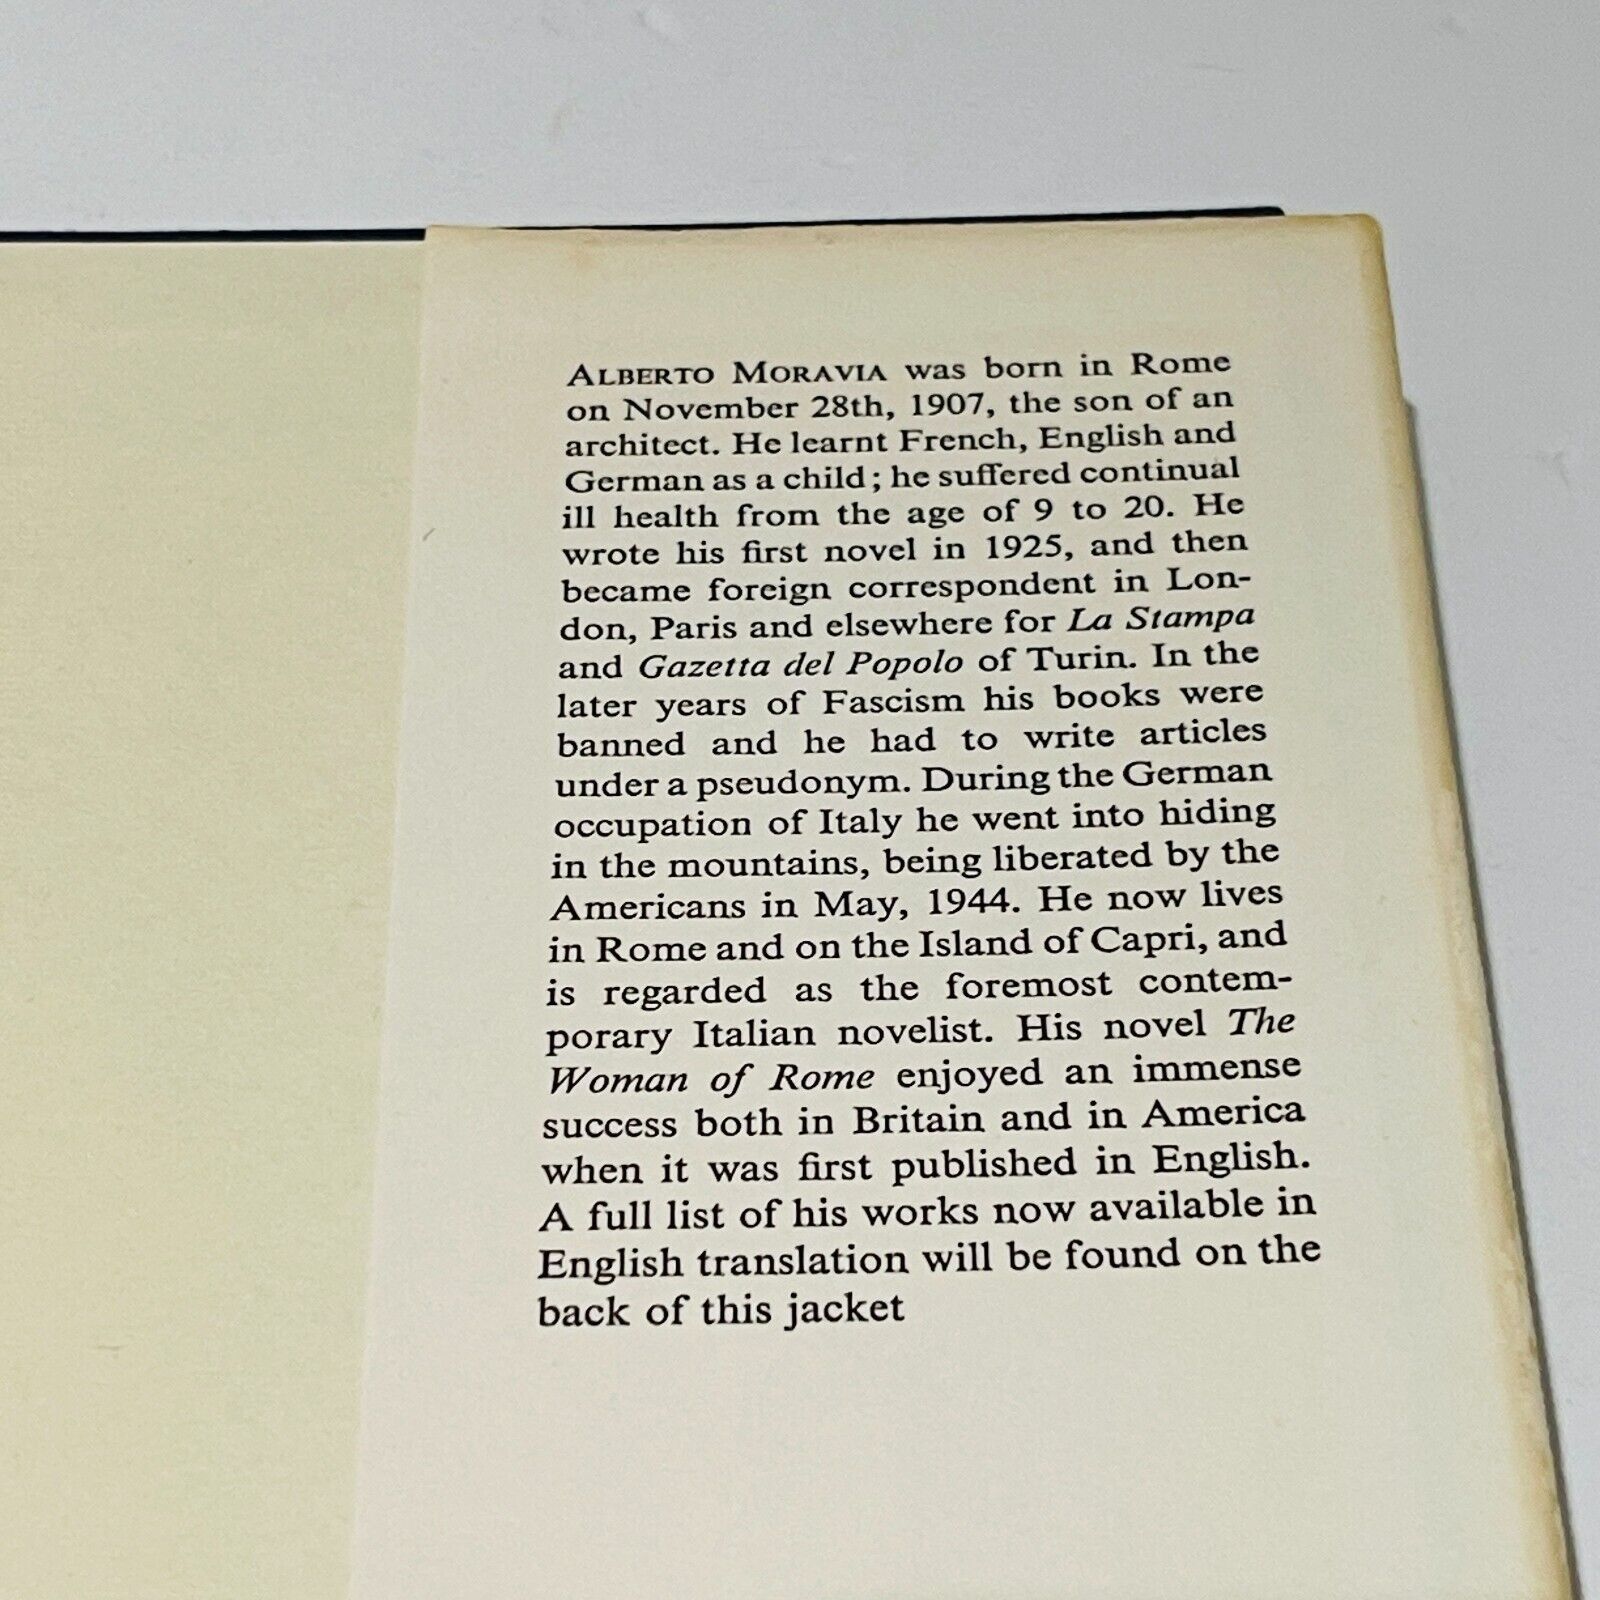 ALBERTO MORAVIA was born in Rome
on November 28th, 1907, the son of an
architect. He learnt French, English and
German as a child; he suffered continual
ill health from the age of 9 to 20. He
wrote his first novel in 1925, and then
became foreign correspondent in Lon-
don, Paris and elsewhere for La Stampa
and Gazetta del Popolo of Turin. In the
later years of Fascism his books were
banned and he had to write articles
under a pseudonym. During the German
occupation of Italy he went into hiding
in the mountains, being liberated by the
Americans in May, 1944. He now lives
in Rome and on the Island of Capri, and
is regarded as the foremost contem-
porary Italian novelist. His novel The
Woman of Rome enjoyed an immense
success both in Britain and in America
when it was first published in English.
A full list of his works now available in
English translation will be found on the
back of this jacket